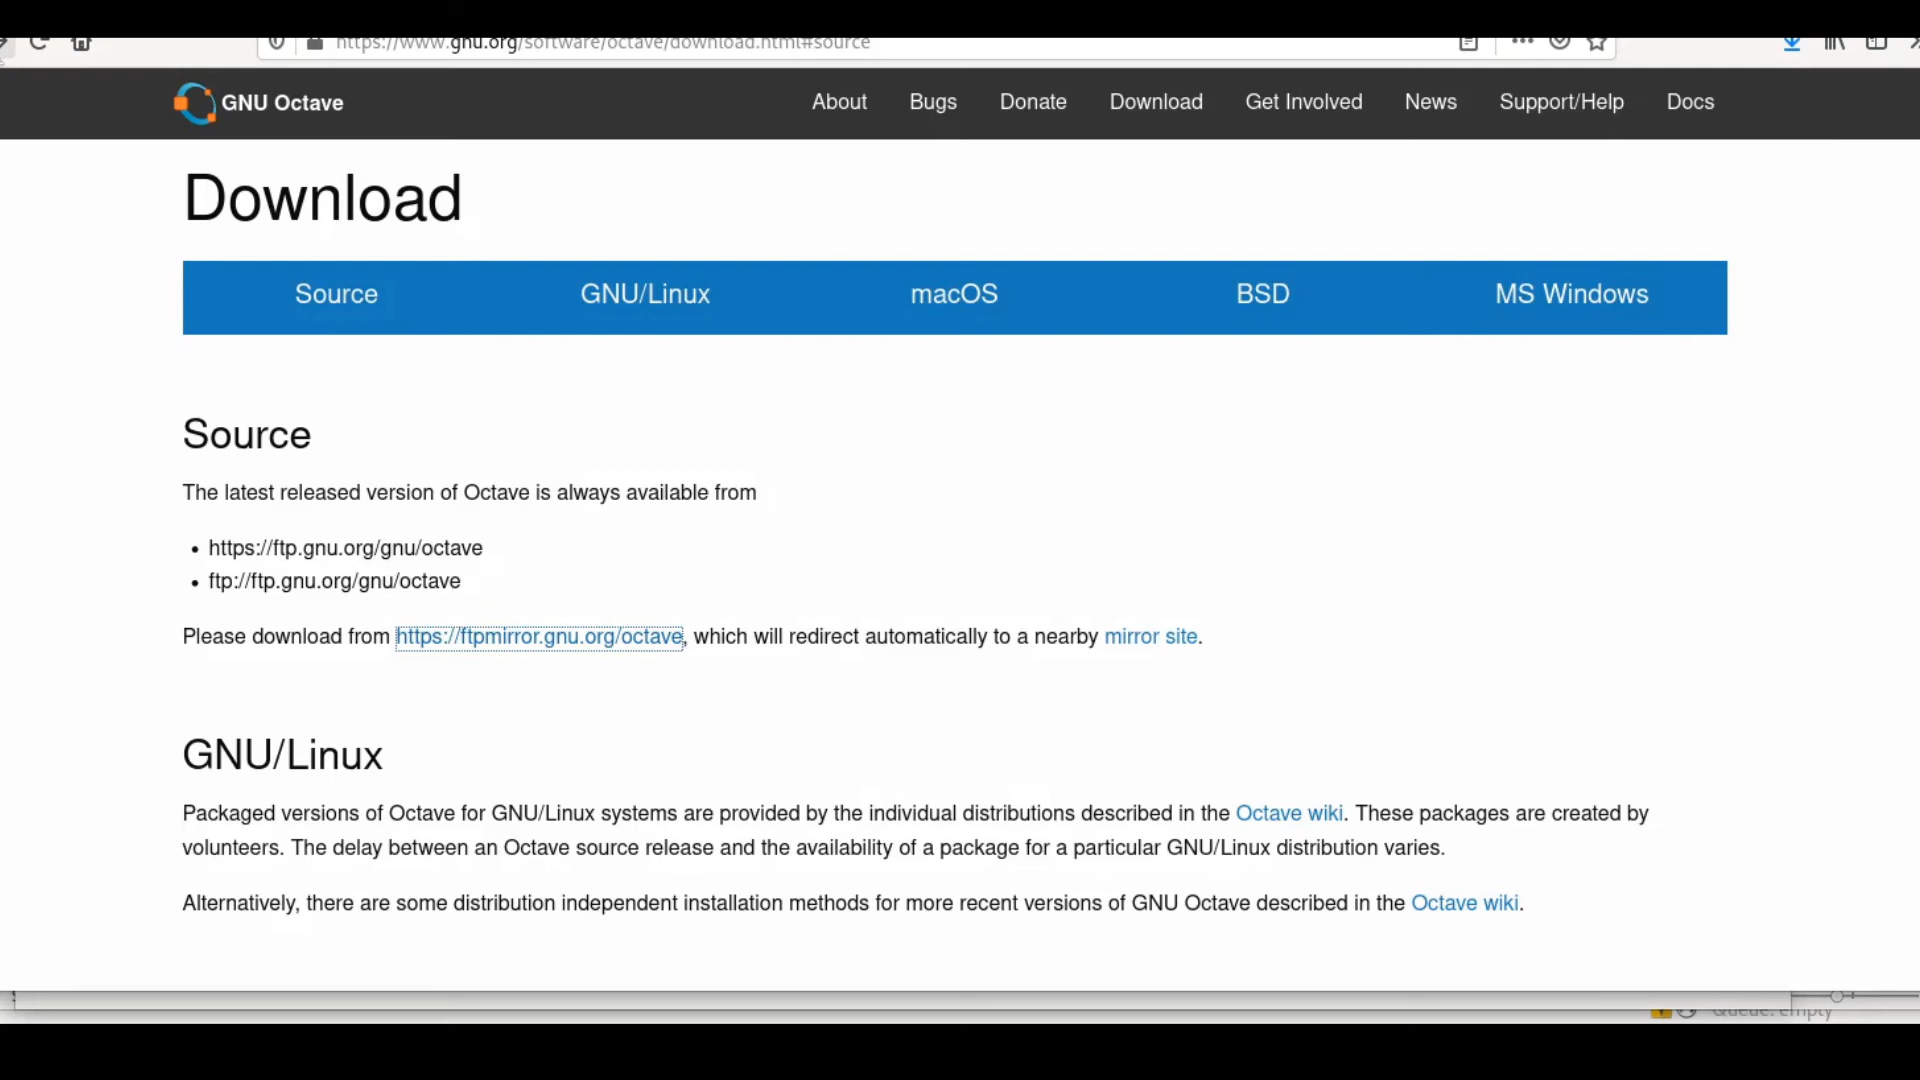 https://www.gnu.org/software/octave/download.html#source
GNU Octave
About Bugs Donate Download Get Involved News Support/Help Docs
Download
Source GNU/Linux macOS BSD MS Windows
Source
The latest released version of Octave is always available from
• https://ftp.gnu.org/gnu/octave
• ftp://ftp.gnu.org/gnu/octave
Please download from https://ftpmirror.gnu.org/octave, which will redirect automatically to a nearby mirror site.
GNU/Linux
Packaged versions of Octave for GNU/Linux systems are provided by the individual distributions described in the Octave wiki. These packages are created by
volunteers. The delay between an Octave source release and the availability of a package for a particular GNU/Linux distribution varies.
Alternatively, there are some distribution independent installation methods for more recent versions of GNU Octave described in the Octave wiki.
Queue: empty